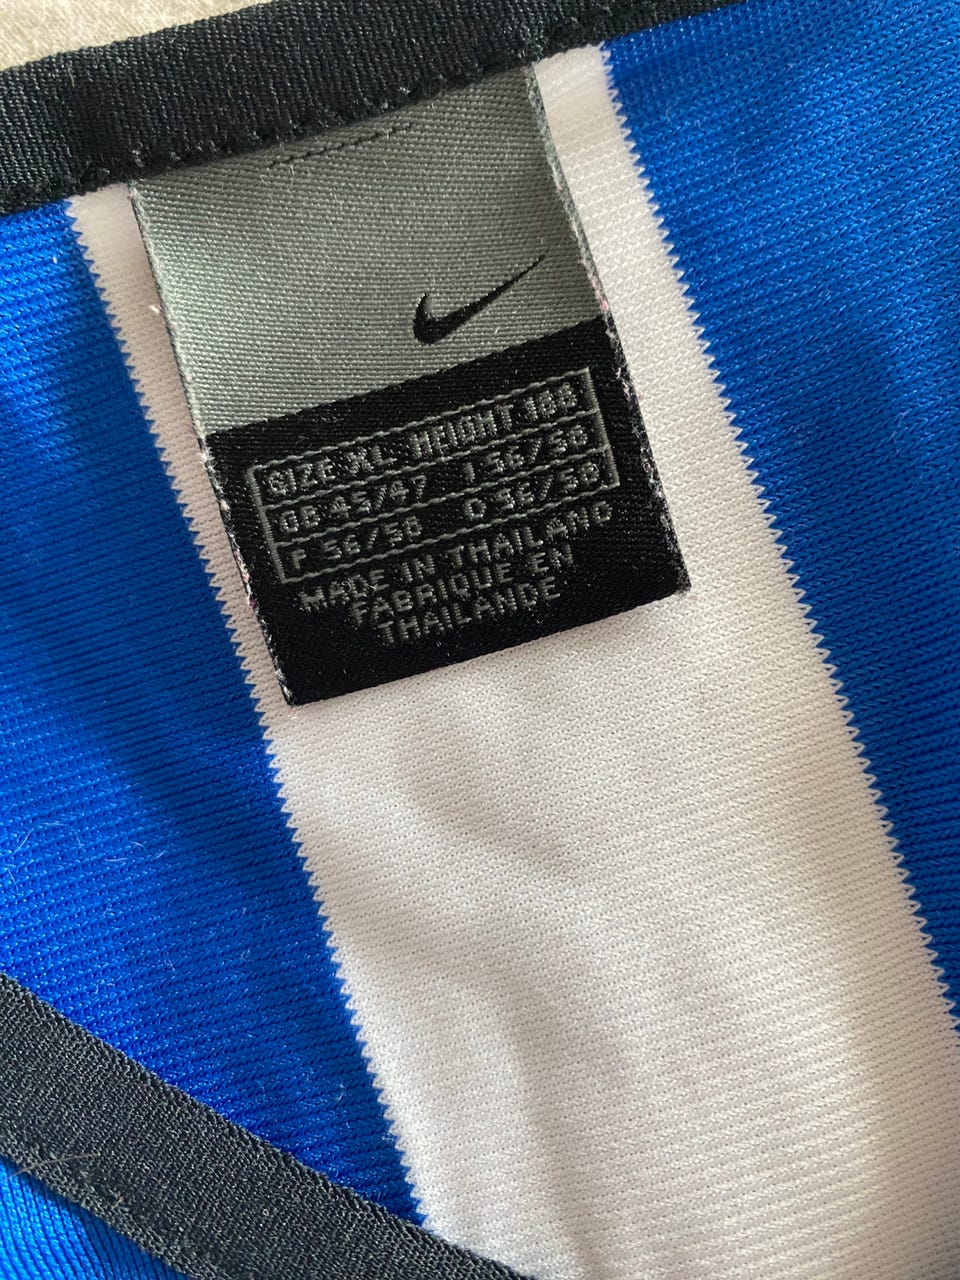 SIZE XL HEIGHT 188
GB 45/47 I 56/58
F 56/58 D 56/58
MADE IN THAILAND
FABRIQUE EN
THAILANDE